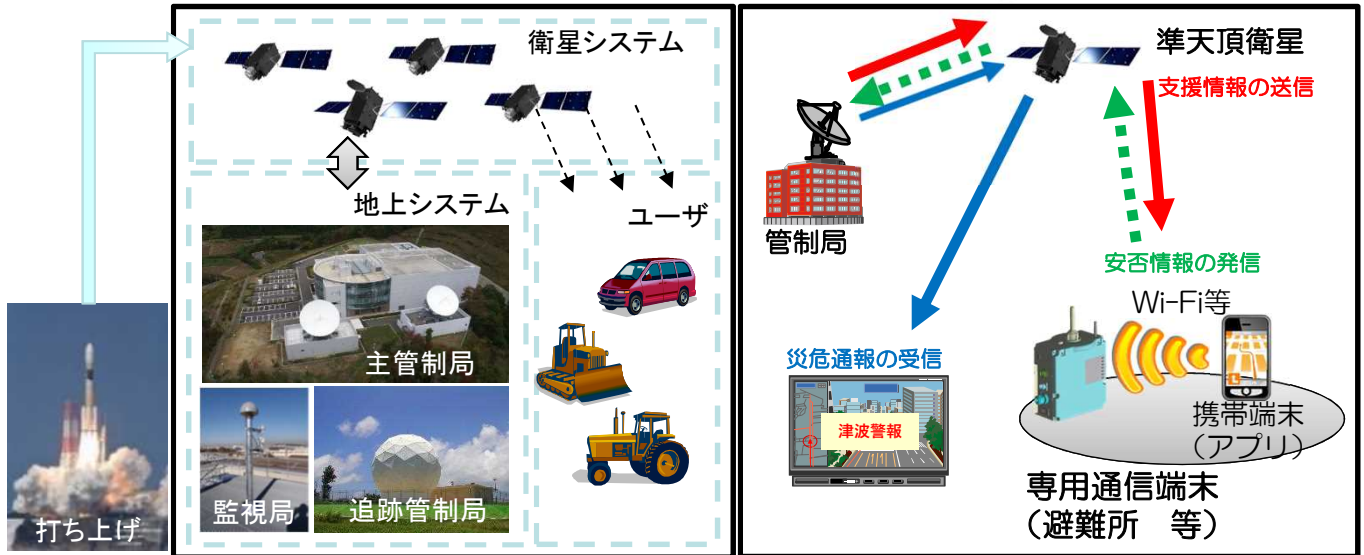 衛星システム
地上システム
ユーザ
主管制局
監視局
追跡管制局
打ち上げ
準天頂衛星
支援情報の送信
管制局
安否情報の発信
Wi-Fi等
災危通報の受信
津波警報
携帯端末
（アプリ）
専用通信端末
（避難所　等）